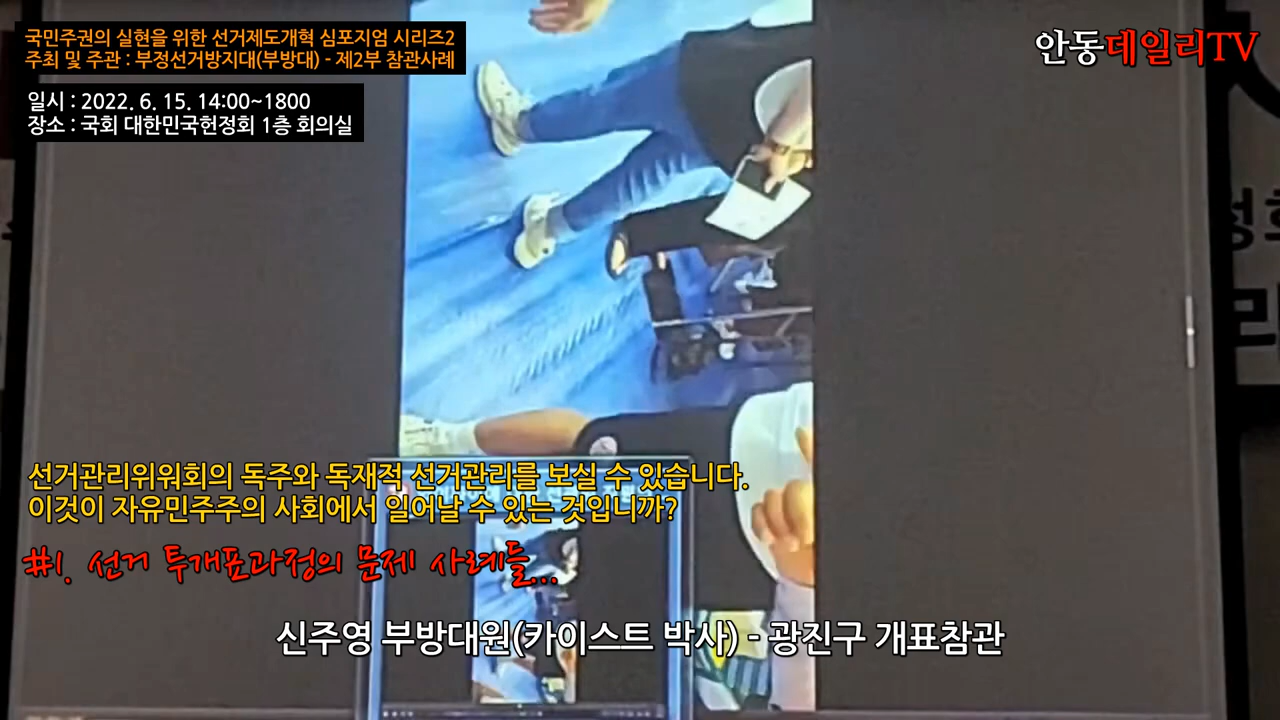 국민주권의 실현을 위한 선거제도개혁 심포지엄 시리즈2
주최 및 주관 : 부정선거방지대(부방대) - 제2부 참관사례
안동데일리TV
일시 : 2022. 6. 15. 14:00~1800
장소 : 국회 대한민국헌정회 1층 회의실
선거관리위워회의 독주와 독재적 선거관리를 보실 수 있습니다.
이것이 자유민주주의 사회에서 일어날 수 있는 것입니까?
#1. 선거 투개표과정의 문제 사례들...
신주영 부방대원(카이스트 박사) - 광진구 개표참관